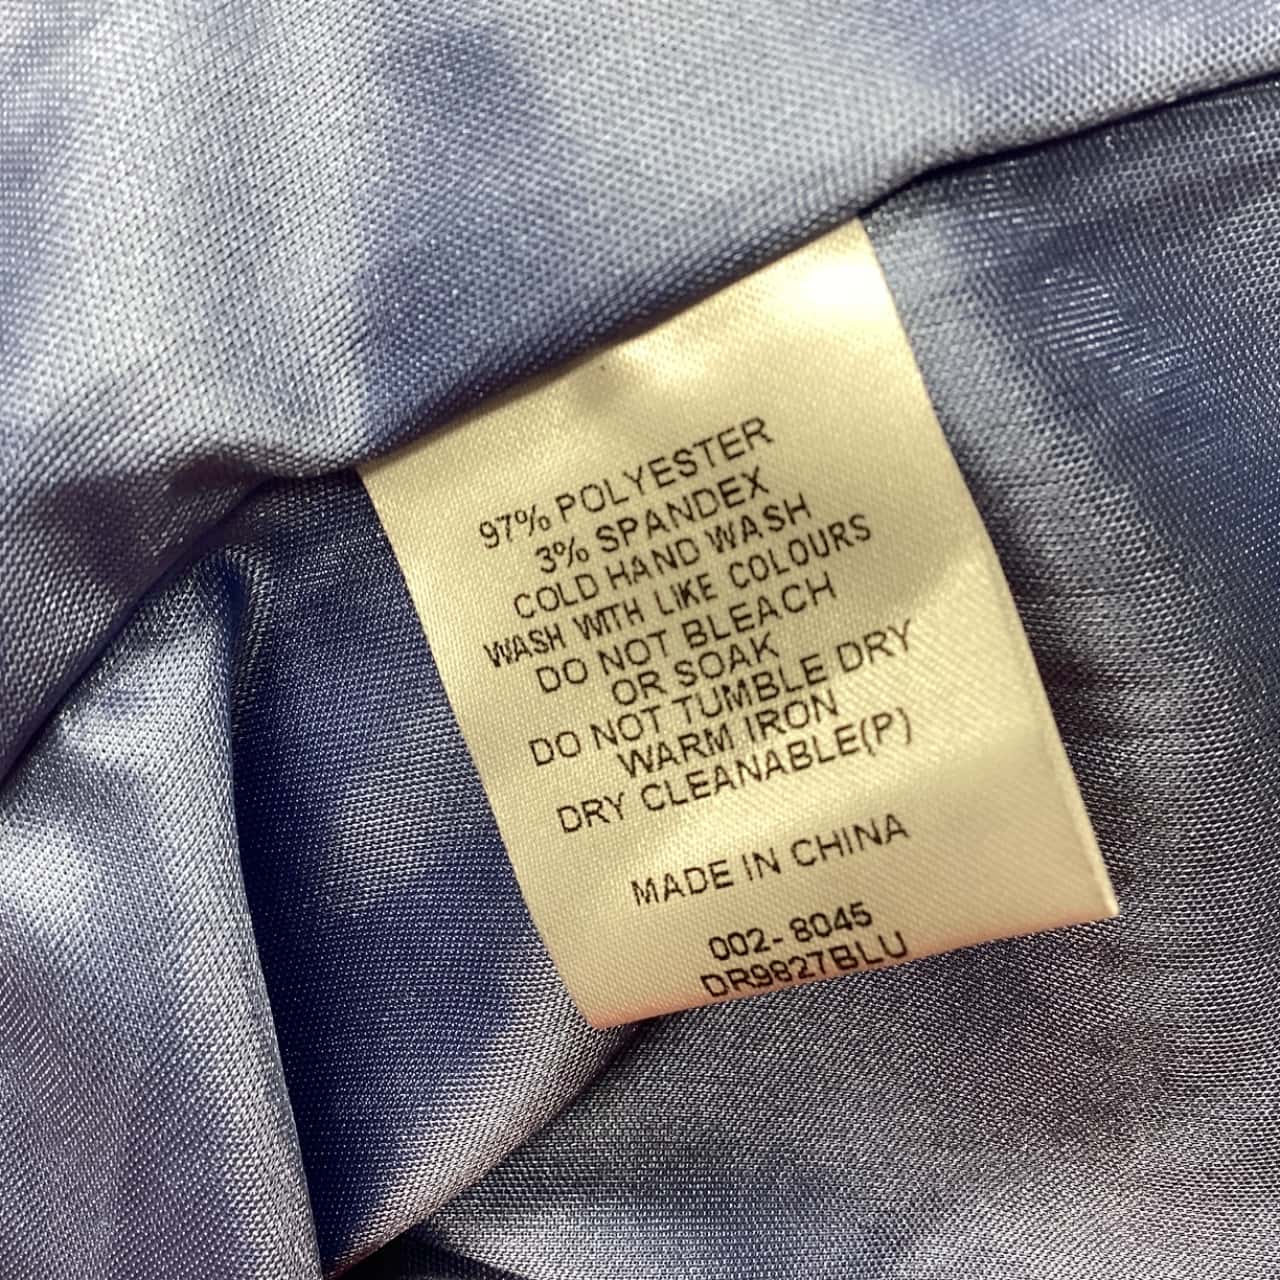 97% POLYESTER
3% SPANDEX
COLD HAND WASH
WASH WITH LIKE COLOURS
DO NOT BLEACH
OR SOAK
DO NOT TUMBLE DRY
WARM IRON
DRY CLEANABLE(P)
MADE IN CHINA
002- 8045
DR9827BLU